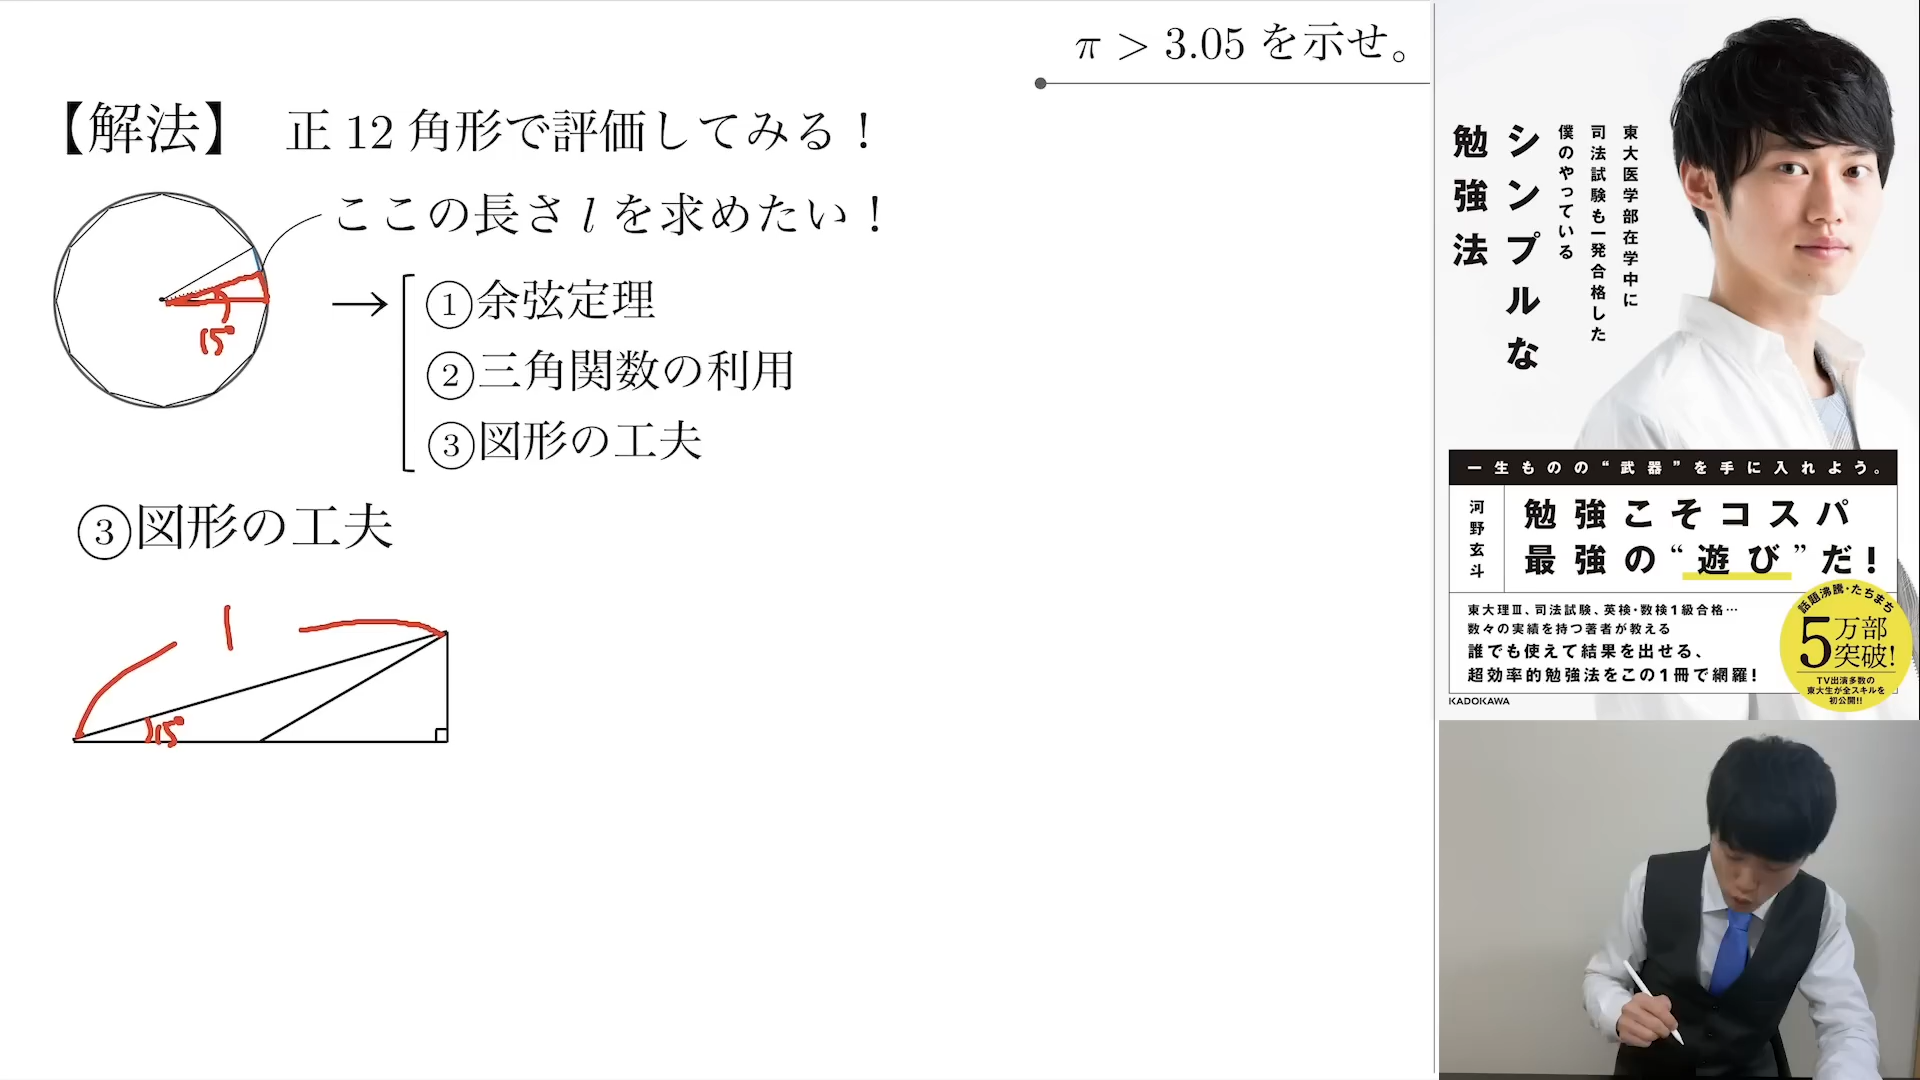 π > 3.05 を示せ。
【解法】 正 12 角形で評価してみる！
ここの長さ l を求めたい！
15°
→
①余弦定理
②三角関数の利用
③図形の工夫
③図形の工夫
1
15°
東大医学部在学中に
司法試験も一発合格した
僕のやっている
シンプルな
勉強法
一生ものの“武器”を手に入れよう。
河野玄斗
勉強こそコスパ
最強の“遊び”だ！
東大理Ⅲ、司法試験、英検・数検1級合格…
数々の実績を持つ著者が教える
誰でも使えて結果を出せる、
超効率的勉強法をこの1冊で網羅！
話題沸騰・たちまち
5万部
突破！
TV出演多数の
東大生が全スキルを
初公開!!
KADOKAWA